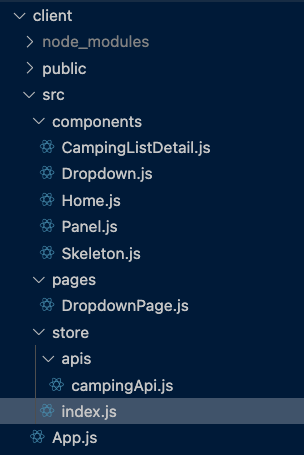 client
node_modules
public
src
components
CampingListDetail.js
Dropdown.js
Home.js
Panel.js
Skeleton.js
pages
DropdownPage.js
store
apis
campingApi.js
index.js
App.js